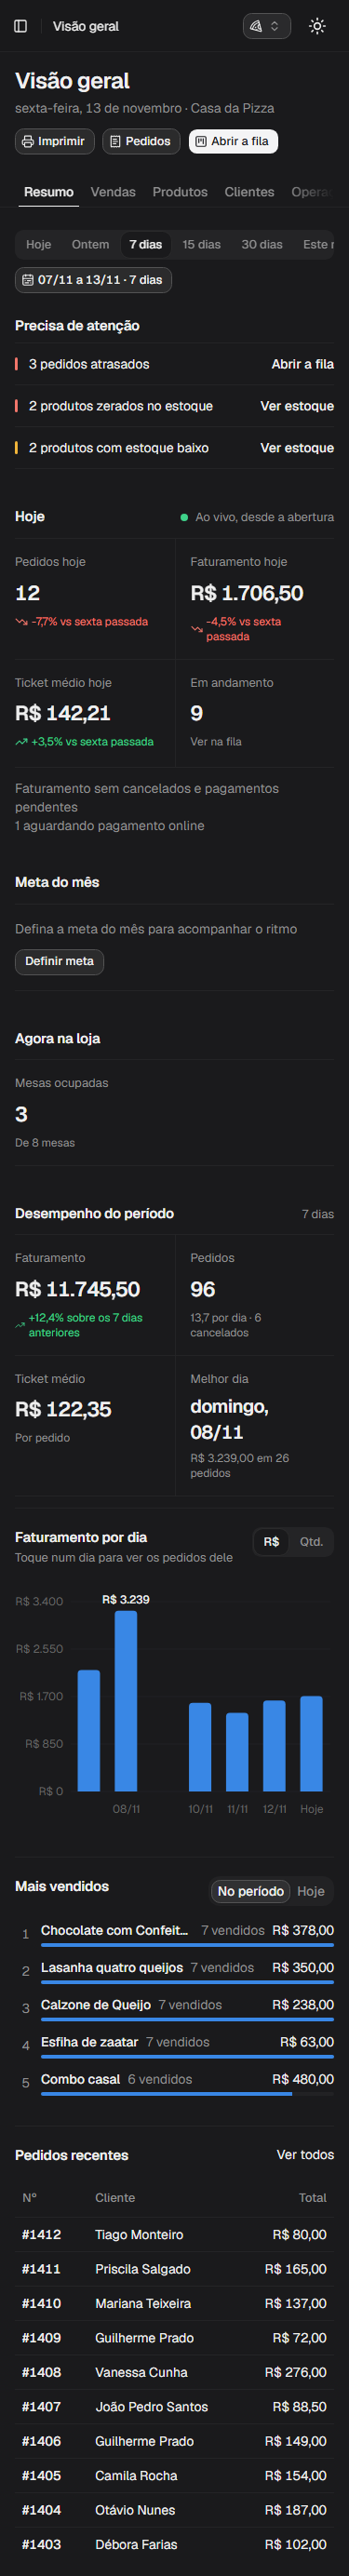 Visão geral
Visão geral
sexta-feira, 13 de novembro · Casa da Pizza
Imprimir Pedidos Abrir a fila
Resumo Vendas Produtos Clientes Opera
Hoje Ontem 7 dias 15 dias 30 dias Este
07/11 a 13/11 · 7 dias
Precisa de atenção
3 pedidos atrasados Abrir a fila
2 produtos zerados no estoque Ver estoque
2 produtos com estoque baixo Ver estoque
Hoje Ao vivo, desde a abertura
Pedidos hoje Faturamento hoje
12 R$ 1.706,50
-7,7% vs sexta passada -4,5% vs sexta
passada
Ticket médio hoje Em andamento
R$ 142,21 9
+3,5% vs sexta passada Ver na fila
Faturamento sem cancelados e pagamentos
pendentes
1 aguardando pagamento online
Meta do mês
Defina a meta do mês para acompanhar o ritmo
Definir meta
Agora na loja
Mesas ocupadas
3
De 8 mesas
Desempenho do período 7 dias
Faturamento Pedidos
R$ 11.745,50 96
+12,4% sobre os 7 dias 13,7 por dia · 6
anteriores cancelados
Ticket médio Melhor dia
R$ 122,35 domingo,
08/11
Por pedido R$ 3.239,00 em 26
pedidos
Faturamento por dia R$ Qtd.
Toque num dia para ver os pedidos dele
R$ 3.400 R$ 3.239
R$ 2.550
R$ 1.700
R$ 850
R$ 0
08/11 10/11 11/11 12/11 Hoje
Mais vendidos No período Hoje
1 Chocolate com Confeit... 7 vendidos R$ 378,00
2 Lasanha quatro queijos 7 vendidos R$ 350,00
3 Calzone de Queijo 7 vendidos R$ 238,00
4 Esfiha de zaatar 7 vendidos R$ 63,00
5 Combo casal 6 vendidos R$ 480,00
Pedidos recentes Ver todos
Nº Cliente Total
#1412 Tiago Monteiro R$ 80,00
#1411 Priscila Salgado R$ 165,00
#1410 Mariana Teixeira R$ 137,00
#1409 Guilherme Prado R$ 72,00
#1408 Vanessa Cunha R$ 276,00
#1407 João Pedro Santos R$ 88,50
#1406 Guilherme Prado R$ 149,00
#1405 Camila Rocha R$ 154,00
#1404 Otávio Nunes R$ 187,00
#1403 Débora Farias R$ 102,00